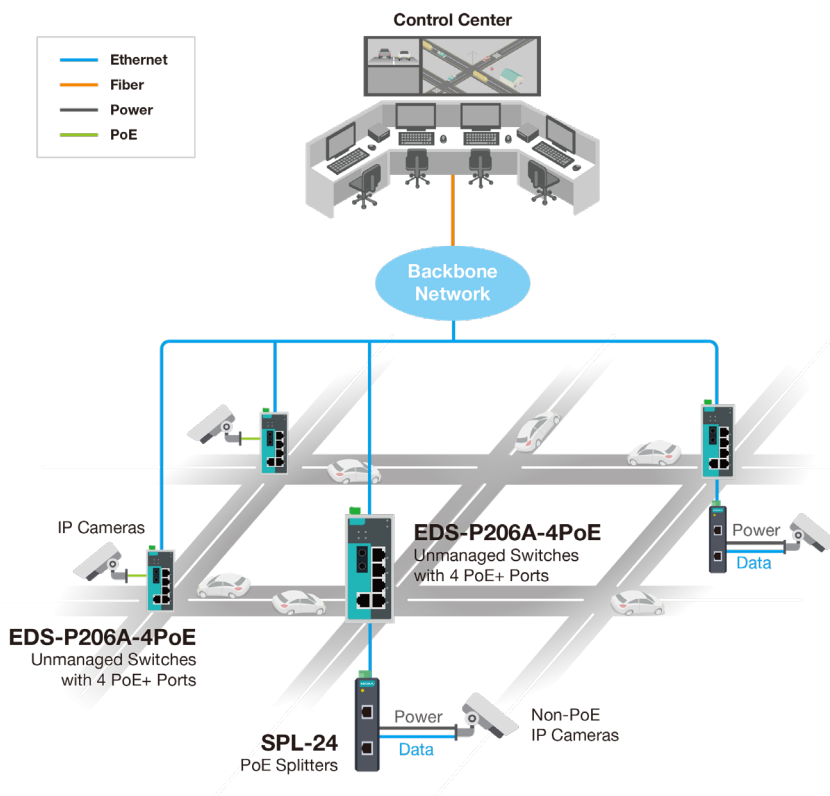 Control Center
Ethernet
Fiber
Power
PoE
Backbone
Network
IP Cameras
EDS-P206A-4PoE
Unmanaged Switches
with 4 PoE+ Ports
Power
Data
EDS-P206A-4PoE
Unmanaged Switches
with 4 PoE+ Ports
MOXA
SPL-24
PoE Splitters
Power
Data
Non-PoE
IP Cameras